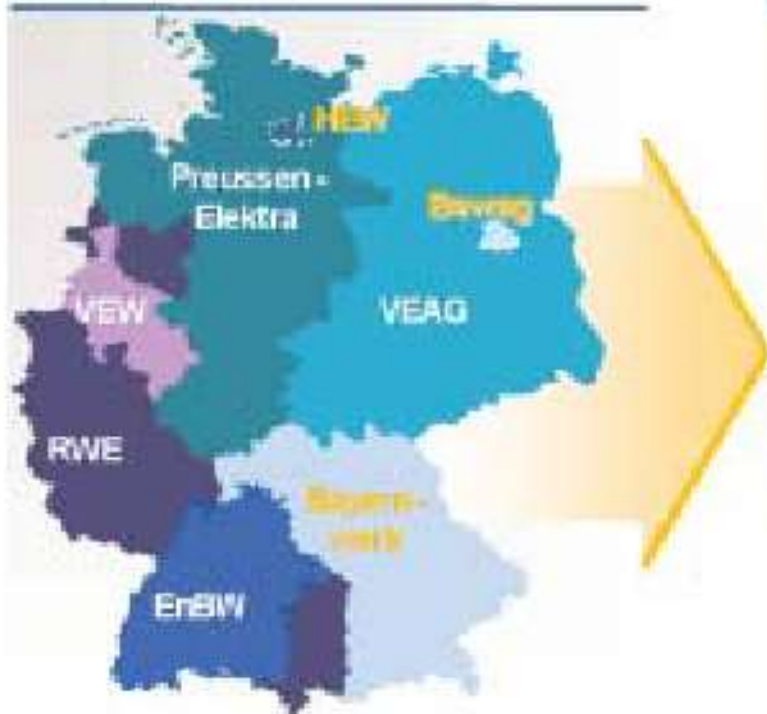 HEW
Preussen-
Elektra
Bewag
VEW
VEAG
RWE
Bayern-
werk
EnBW